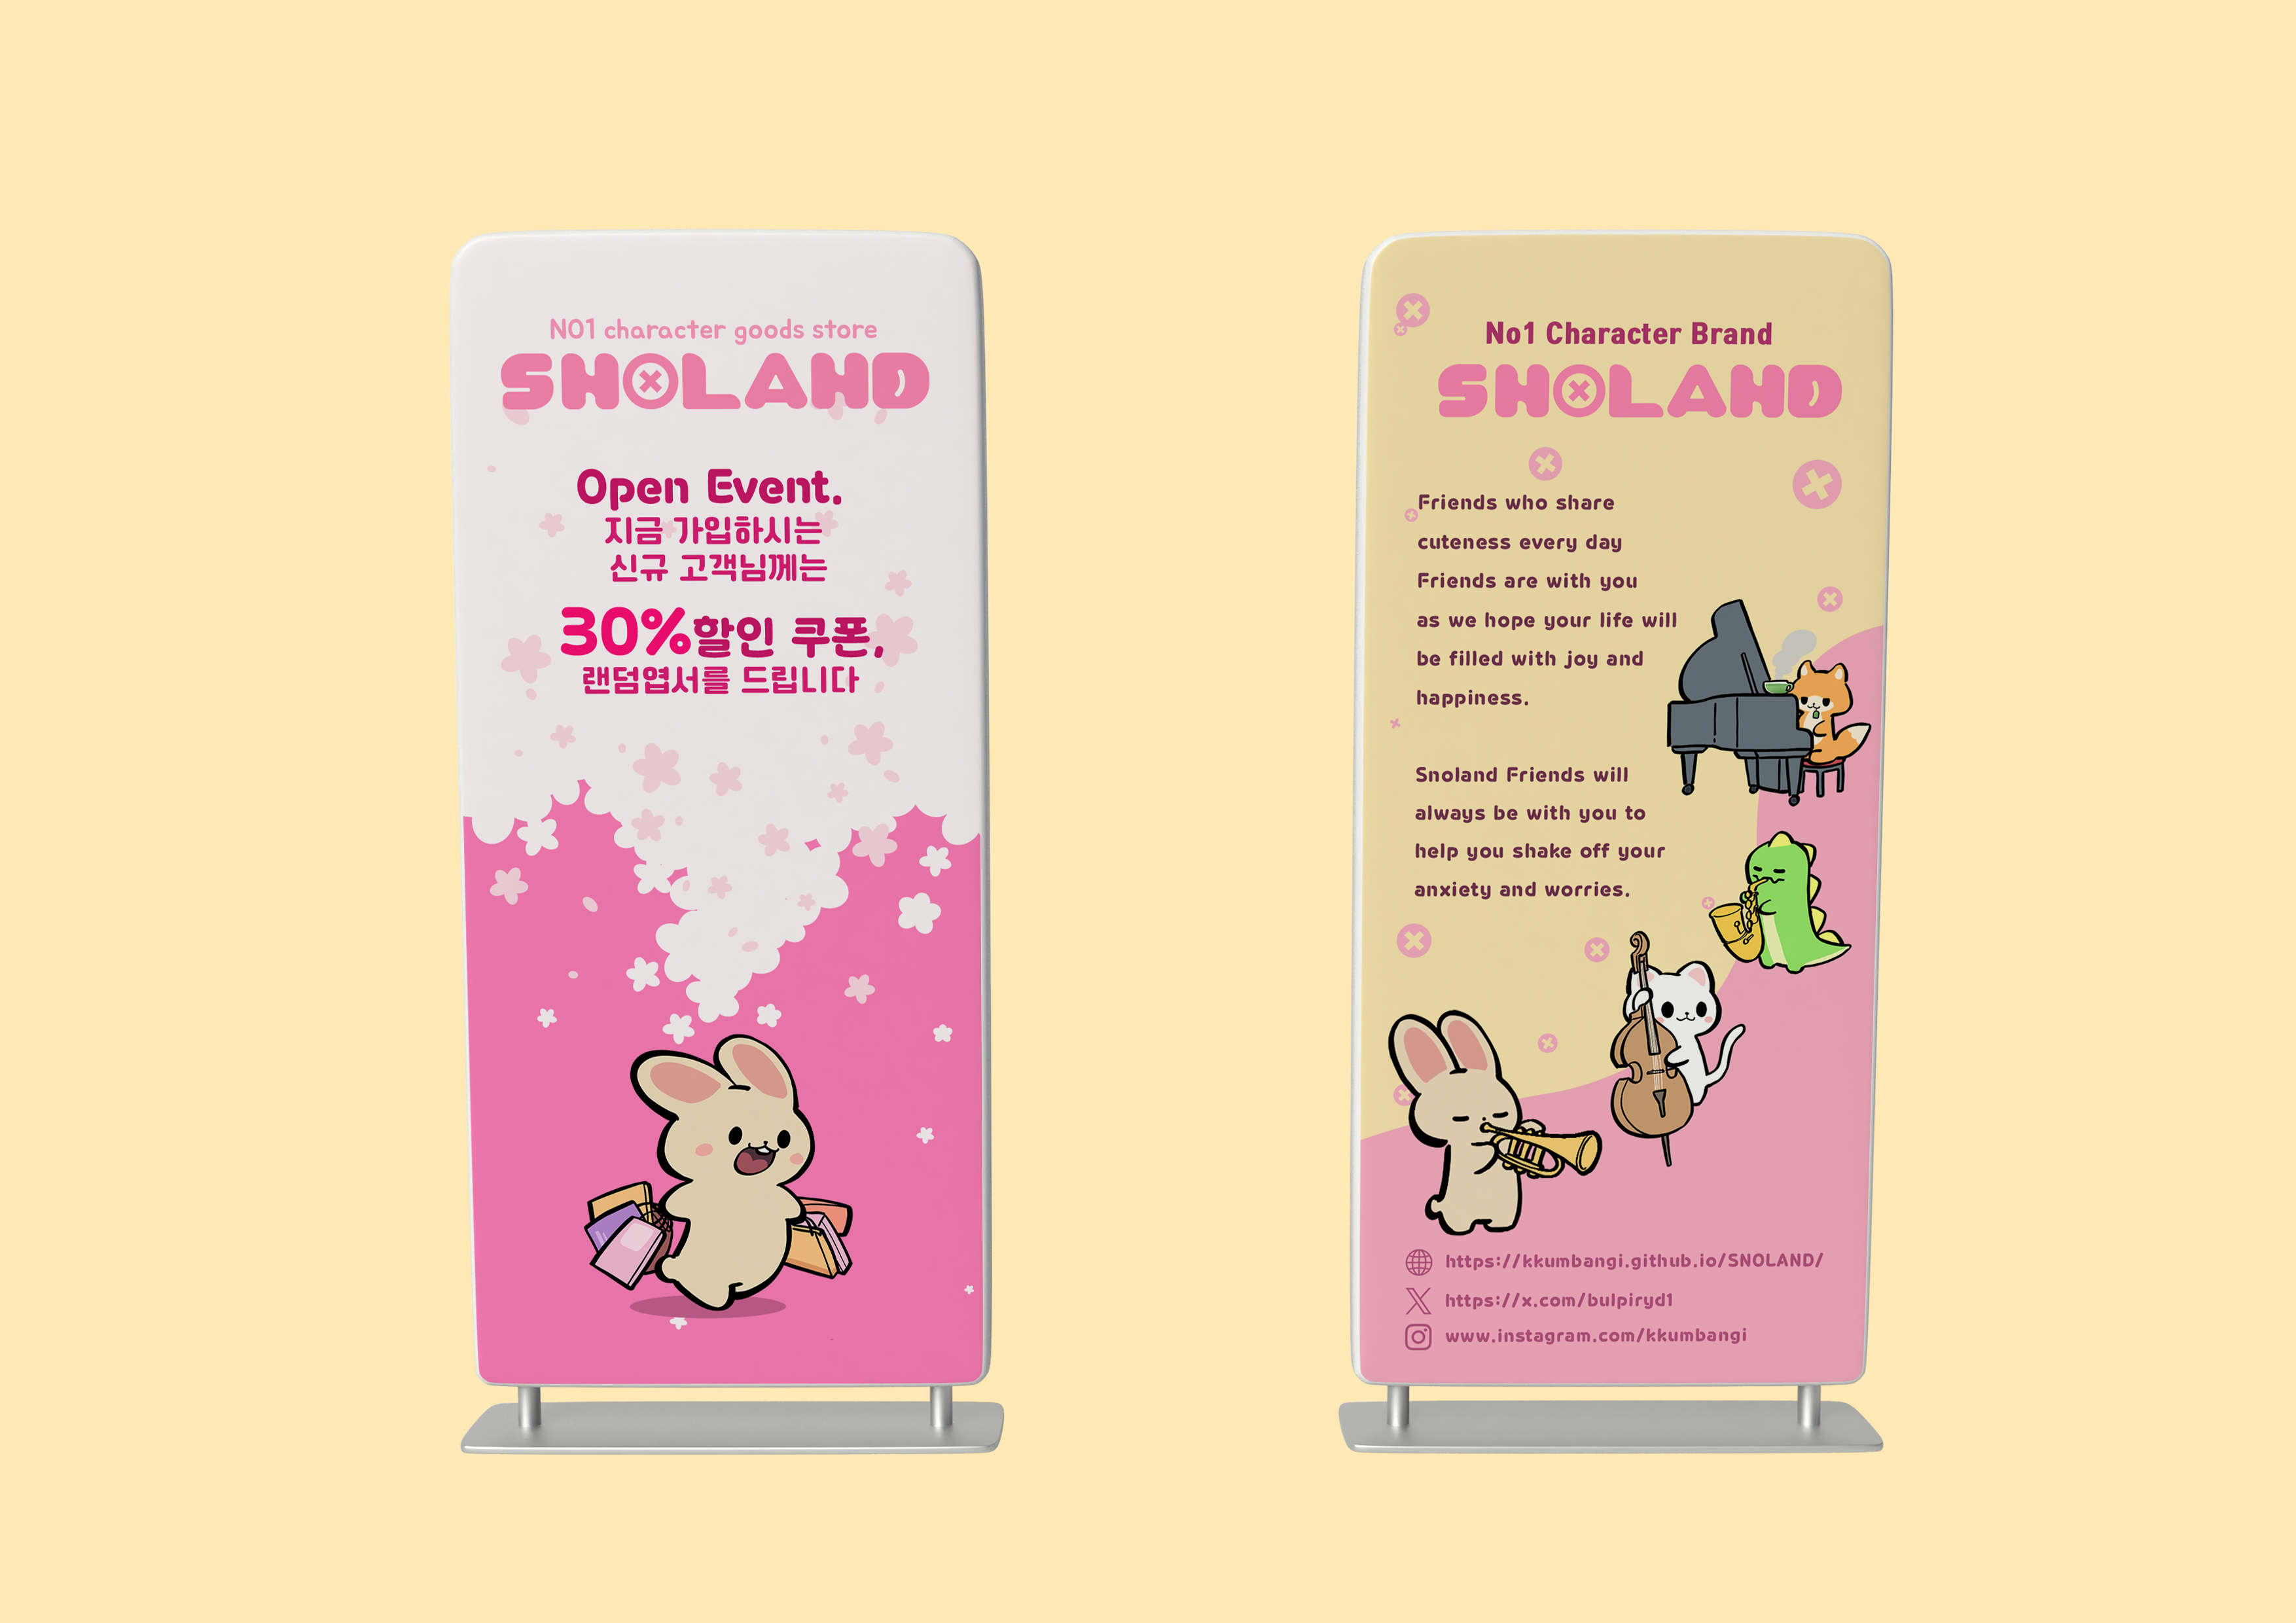 NO1 character goods store
SNOLAND
Open Event.
지금 가입하시는
신규 고객님께는
30%할인 쿠폰,
랜덤엽서를 드립니다
No1 Character Brand
SNOLAND
Friends who share
cuteness every day
Friends are with you
as we hope your life will
be filled with joy and
happiness.
Snoland Friends will
always be with you to
help you shake off your
anxiety and worries.
https://kkumbangi.github.io/SNOLAND/
https://x.com/bulpiryd1
www.instagram.com/kkumbangi